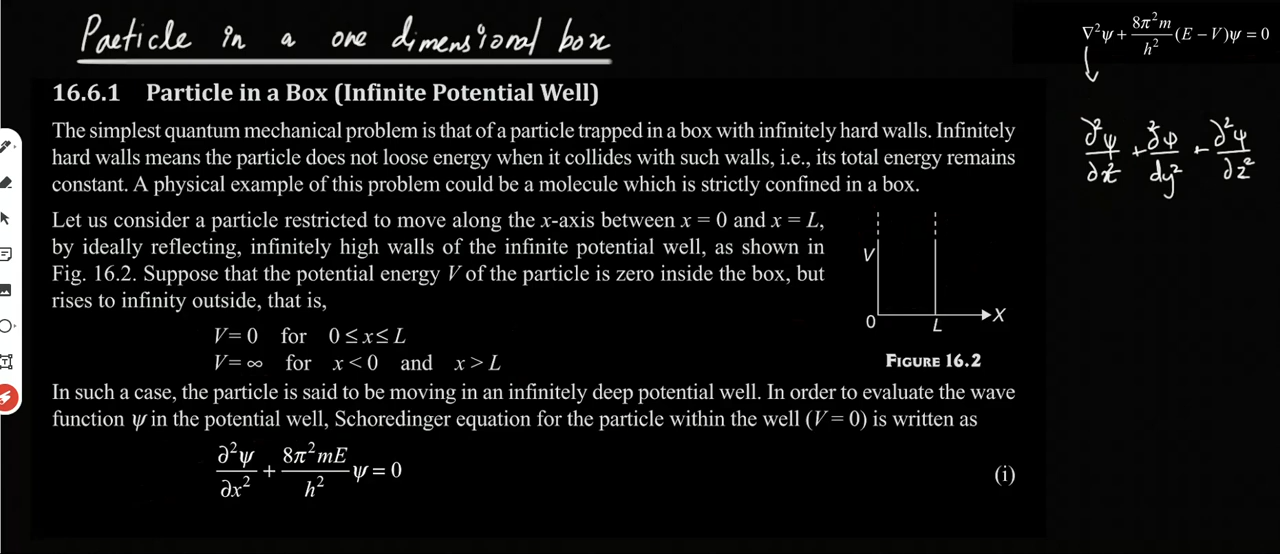 Particle in a one dimensional box
∇²ψ + 8π²m/h² (E – V)ψ = 0
∂²ψ/∂x² + ∂²ψ/dy² + ∂²ψ/∂z²
16.6.1 Particle in a Box (Infinite Potential Well)
The simplest quantum mechanical problem is that of a particle trapped in a box with infinitely hard walls. Infinitely
hard walls means the particle does not loose energy when it collides with such walls, i.e., its total energy remains
constant. A physical example of this problem could be a molecule which is strictly confined in a box.
Let us consider a particle restricted to move along the x-axis between x = 0 and x = L,
by ideally reflecting, infinitely high walls of the infinite potential well, as shown in
Fig. 16.2. Suppose that the potential energy V of the particle is zero inside the box, but
rises to infinity outside, that is,
V = 0 for 0 ≤ x ≤ L
V = ∞ for x < 0 and x > L
V
0
L
X
FIGURE 16.2
In such a case, the particle is said to be moving in an infinitely deep potential well. In order to evaluate the wave
function ψ in the potential well, Schoredinger equation for the particle within the well (V = 0) is written as
∂²ψ/∂x² + 8π²mE/h² ψ = 0 (i)